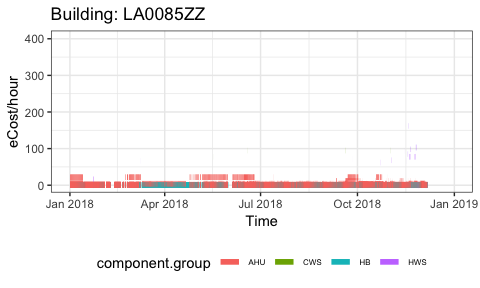 Building: LA0085ZZ
400
300
200
100
0
eCost/hour
Jan 2018 Apr 2018 Jul 2018 Oct 2018 Jan 2019
Time
component.group AHU CWS HB HWS